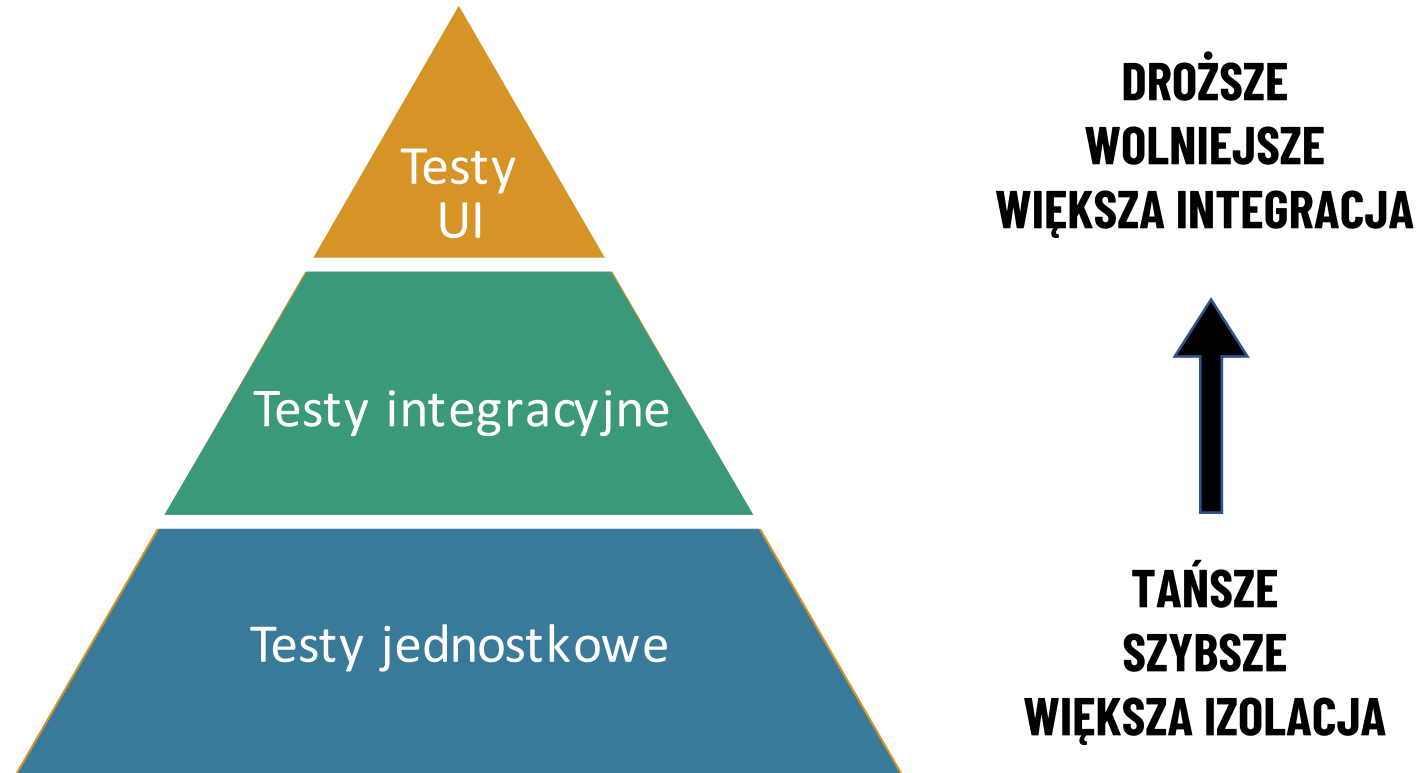 Testy
UI
Testy integracyjne
Testy jednostkowe
DROŻSZE
WOLNIEJSZE
WIĘKSZA INTEGRACJA
TAŃSZE
SZYBSZE
WIĘKSZA IZOLACJA